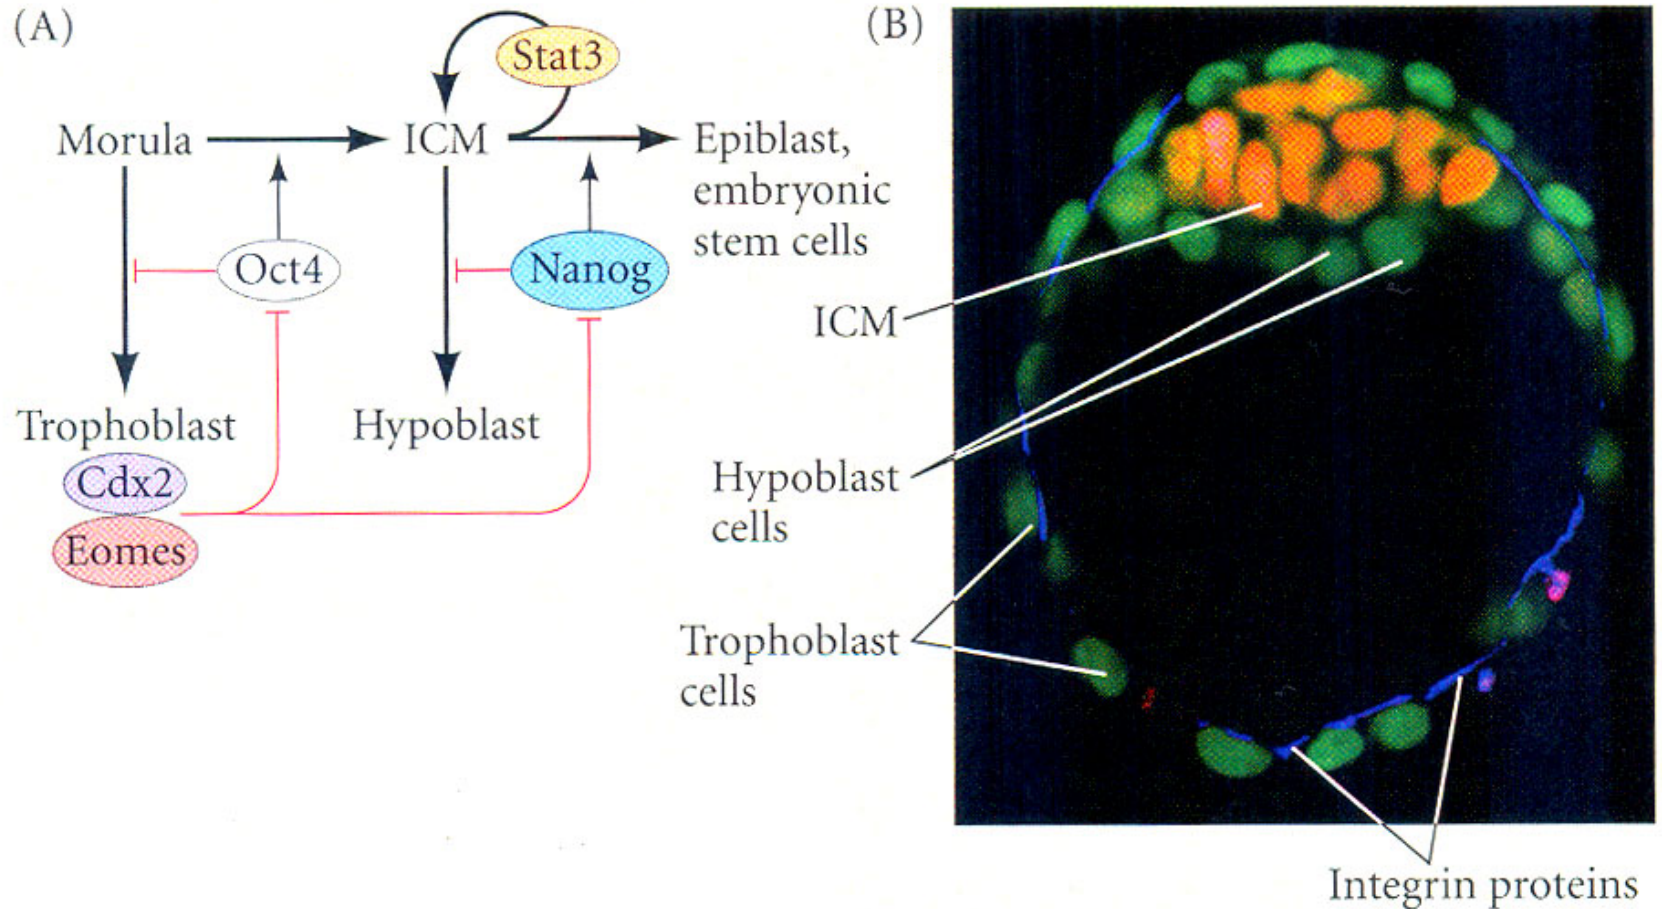 (A)
Stat3
Morula
ICM
Epiblast,
embryonic
stem cells
Oct4
Nanog
Trophoblast
Hypoblast
Cdx2
Eomes
(B)
ICM
Hypoblast
cells
Trophoblast
cells
Integrin proteins